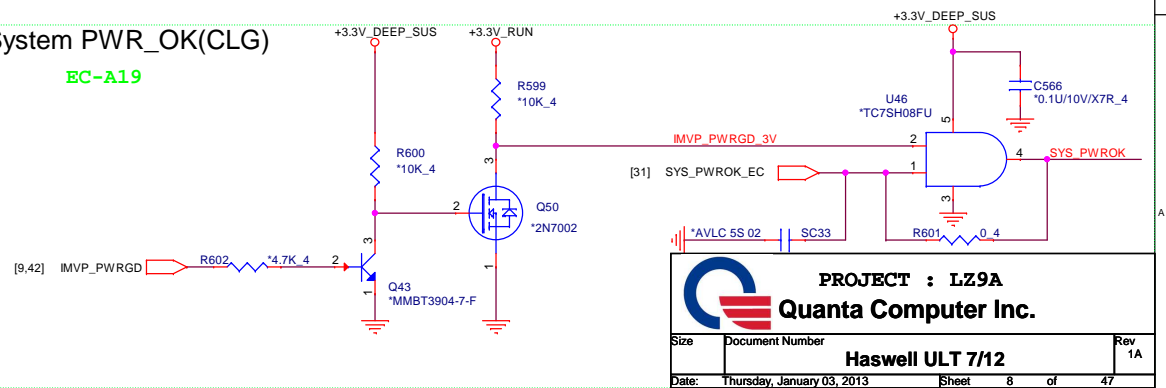 System PWR_OK(CLG)
EC-A19
+3.3V_DEEP_SUS
+3.3V_RUN
+3.3V_DEEP_SUS
R599
*10K_4
R600
*10K_4
3
2
Q50
*2N7002
1
[9,42] IMVP_PWRGD
R602
*4.7K_4
2
3
1
Q43
*MMBT3904-7-F
IMVP_PWRGD_3V
[31] SYS_PWROK_EC
U46
*TC7SH08FU
5
2
1
4
3
C566
*0.1U/10V/X7R_4
SYS_PWROK
*AVLC 5S 02
SC33
R601
0_4
A
PROJECT : LZ9A
Quanta Computer Inc.
Size
Document Number
Rev
Haswell ULT 7/12
1A
Date: Thursday, January 03, 2013
Sheet 8 of 47